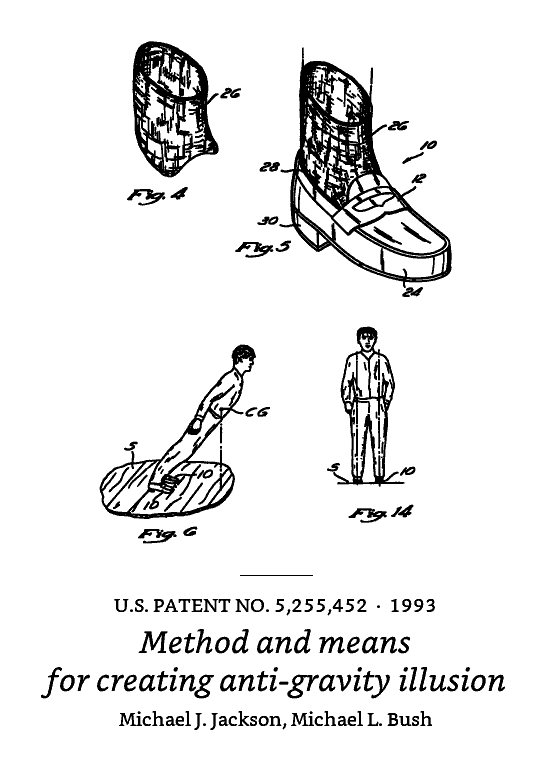 26
Fig. 4
26
10
28
12
30
Fig. 5
24
CG
S
10
10
Fig. 6
S
10
Fig. 14
U.S. PATENT NO. 5,255,452 · 1993
Method and means
for creating anti-gravity illusion
Michael J. Jackson, Michael L. Bush